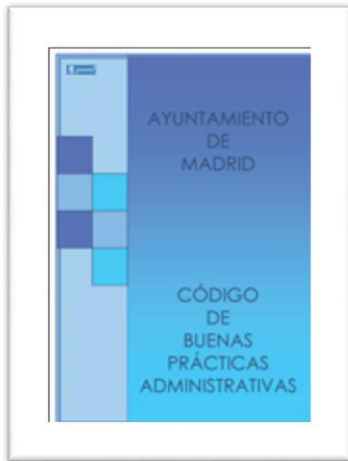 AYUNTAMIENTO
DE
MADRID
CÓDIGO
DE
BUENAS
PRÁCTICAS
ADMINISTRATIVAS